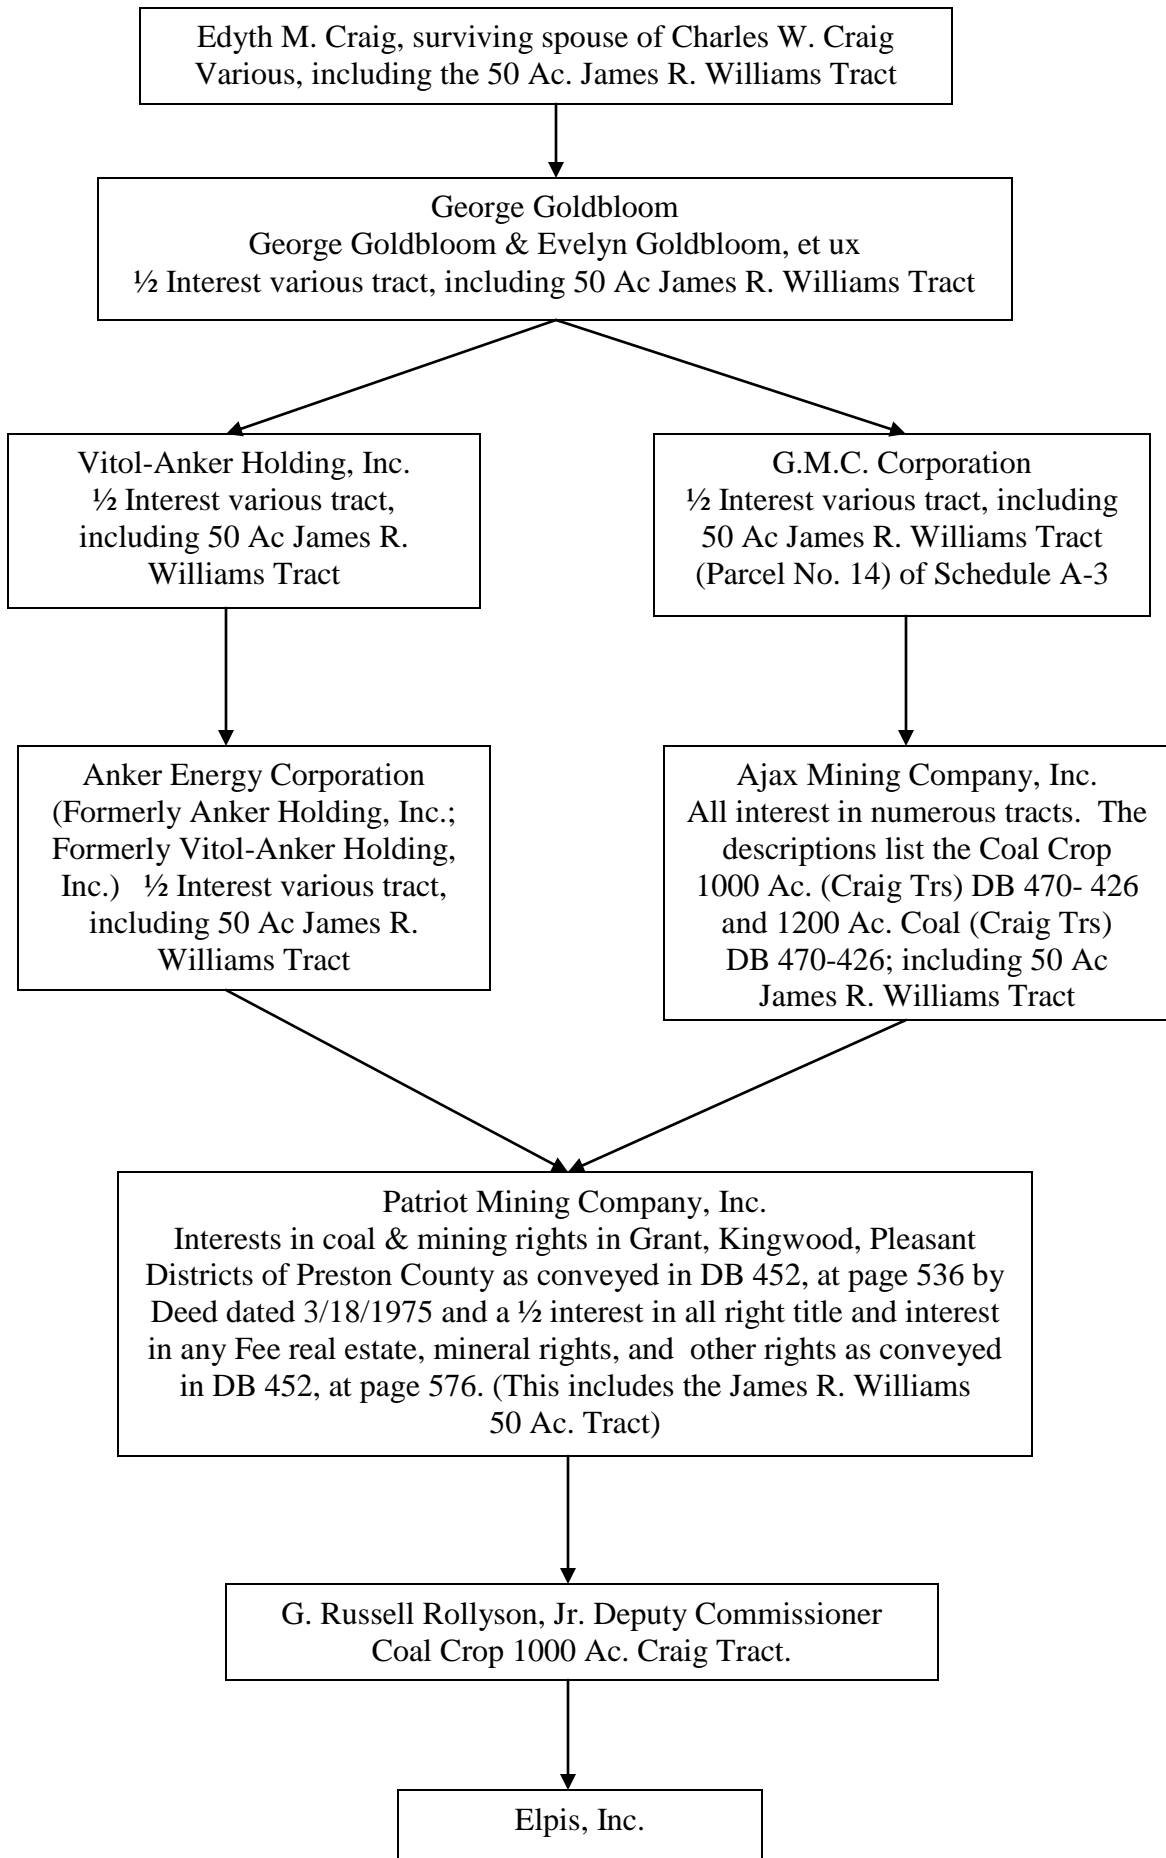 Edyth M. Craig, surviving spouse of Charles W. Craig
Various, including the 50 Ac. James R. Williams Tract
George Goldbloom
George Goldbloom & Evelyn Goldbloom, et ux
½ Interest various tract, including 50 Ac James R. Williams Tract
Vitol-Anker Holding, Inc.
½ Interest various tract,
including 50 Ac James R.
Williams Tract
G.M.C. Corporation
½ Interest various tract, including
50 Ac James R. Williams Tract
(Parcel No. 14) of Schedule A-3
Anker Energy Corporation
(Formerly Anker Holding, Inc.;
Formerly Vitol-Anker Holding,
Inc.) ½ Interest various tract,
including 50 Ac James R.
Williams Tract
Ajax Mining Company, Inc.
All interest in numerous tracts. The
descriptions list the Coal Crop
1000 Ac. (Craig Trs) DB 470- 426
and 1200 Ac. Coal (Craig Trs)
DB 470-426; including 50 Ac
James R. Williams Tract
Patriot Mining Company, Inc.
Interests in coal & mining rights in Grant, Kingwood, Pleasant
Districts of Preston County as conveyed in DB 452, at page 536 by
Deed dated 3/18/1975 and a ½ interest in all right title and interest
in any Fee real estate, mineral rights, and other rights as conveyed
in DB 452, at page 576. (This includes the James R. Williams
50 Ac. Tract)
G. Russell Rollyson, Jr. Deputy Commissioner
Coal Crop 1000 Ac. Craig Tract.
Elpis, Inc.